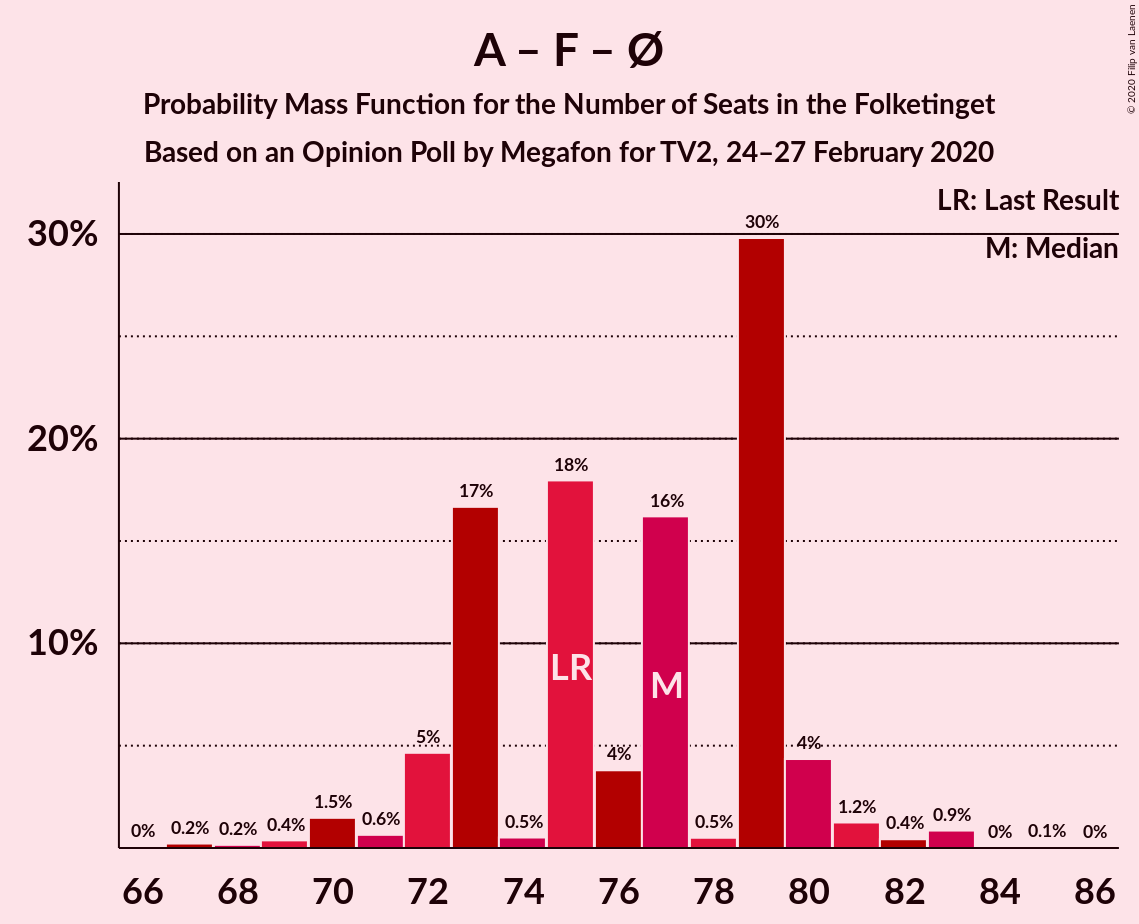 A – F – Ø
Probability Mass Function for the Number of Seats in the Folketinget
Based on an Opinion Poll by Megafon for TV2, 24–27 February 2020
© 2020 Filip van Laenen
LR: Last Result
M: Median
30%
20%
10%
0%
0.2%
0.2%
0.4%
1.5%
0.6%
5%
17%
0.5%
18%
4%
16%
0.5%
30%
4%
1.2%
0.4%
0.9%
0%
0.1%
0%
LR
M
66 68 70 72 74 76 78 80 82 84 86